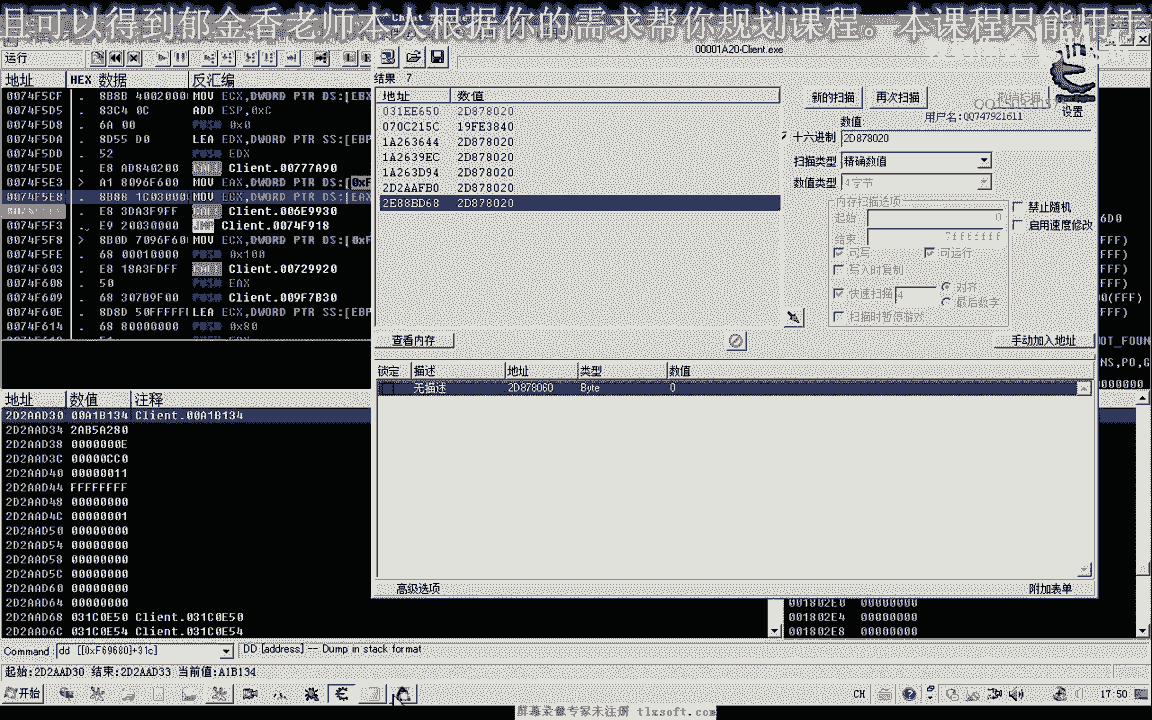 且可以得到郁金香老师本人根据你的需求帮你规划课程。本课程只能用于
00001A20-Client.exe
运行
地址 HEX 数据 反汇编
0074F5CF . 8B8B 40020000 MOV ECX,DWORD PTR DS:[EBX
0074F5D5 . 83C4 0C ADD ESP,0xC
0074F5D8 . 6A 00 PUSH 0x0
0074F5DA . 8D55 D0 LEA EDX,DWORD PTR SS:[EBP
0074F5DD . 52 PUSH EDX
0074F5DE . E8 AD840200 CALL Client.00777A90
0074F5E3 > A1 8096F600 MOV EAX,DWORD PTR DS:[0xF
0074F5E8 . 8B88 1C030000 MOV ECX,DWORD PTR DS:[EAX
. E8 3DA3F9FF CALL Client.006E9930
0074F5F3 ., E9 20030000 JMP Client.0074F918
0074F5F8 > 8B0D 7096F600 MOV ECX,DWORD PTR DS:[0xF
0074F5FE . 68 00010000 PUSH 0x100
0074F603 . E8 18A3FDFF CALL Client.00729920
0074F608 . 50 PUSH EAX
0074F609 . 68 307B9F00 PUSH Client.009F7B30
0074F60E . 8D8D 50FFFFFF LEA ECX,DWORD PTR SS:[EBP
0074F614 . 68 80000000 PUSH 0x80
结果 7
地址 数值
031EE650 2D878020
070C215C 19FE3840
1A263644 2D878020
1A2639EC 2D878020
1A263D94 2D878020
2D2AAFB0 2D878020
2E88BD68 2D878020
新的扫描 再次扫描
设置
用户名:QQ747921611
数值:
十六进制 2D878020
扫描类型 精确数值
数值类型 4字节
内存扫描选项
起始 0
结束 7fffffff
可写 可运行
写入时复制
快速扫描 4 对齐
最后数字
扫描时暂停游戏
禁止随机
启用速度修改
查看内存 手动加入地址
锁定 描述 地址 类型 数值
无描述 2D878060 Byte 0
高级选项 附加表单
地址 数值 注释
2D2AAD30 00A1B134 Client.00A1B134
2D2AAD34 2AB5A280
2D2AAD38 0000000E
2D2AAD3C 00000CC0
2D2AAD40 00000011
2D2AAD44 FFFFFFFF
2D2AAD48 00000000
2D2AAD4C 00000001
2D2AAD50 00000000
2D2AAD54 00000000
2D2AAD58 00000000
2D2AAD5C 00000000
2D2AAD60 00000000
2D2AAD64 00000000
2D2AAD68 031C0E50 Client.031C0E50
2D2AAD6C 031C0E54 Client.031C0E54
001802E0 00000000
001802E4 00000000
001802E8 00000000
Command: dd [[0xF69680]+31c] DD [address] -- Dump in stack format
起始:2D2AAD30 结束:2D2AAD33 当前值:A1B134
开始 CH 17:50
屏幕录像专家未注册 tlxsoft.com